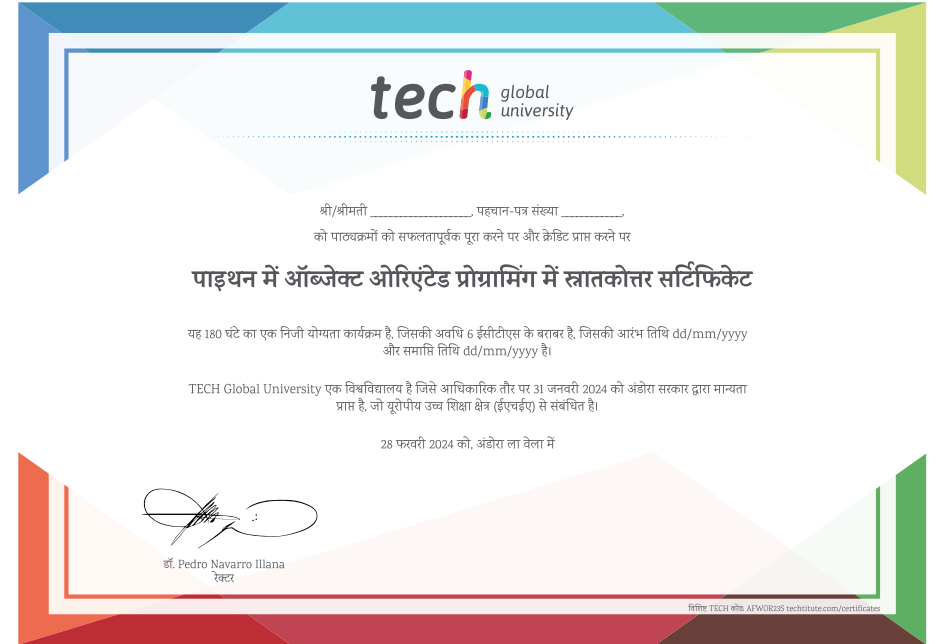 tech global
university
श्री/श्रीमती ____________________, पहचान-पत्र संख्या ____________,
को पाठ्यक्रमों को सफलतापूर्वक पूरा करने पर और क्रेडिट प्राप्त करने पर
पाइथन में ऑब्जेक्ट ओरिएंटेड प्रोग्रामिंग में स्नातकोत्तर सर्टिफिकेट
यह 180 घंटे का एक निजी योग्यता कार्यक्रम है, जिसकी अवधि 6 ईसीटीएस के बराबर है, जिसकी आरंभ तिथि dd/mm/yyyy
और समाप्ति तिथि dd/mm/yyyy है।
TECH Global University एक विश्वविद्यालय है जिसे आधिकारिक तौर पर 31 जनवरी 2024 को अंडोरा सरकार द्वारा मान्यता
प्राप्त है, जो यूरोपीय उच्च शिक्षा क्षेत्र (ईएचईए) से संबंधित है।
28 फरवरी 2024 को, अंडोरा ला वेला में
डॉ. Pedro Navarro Illana
रेक्टर
विशिष्ट TECH कोड: AFWOR23S techtitute.com/certificates